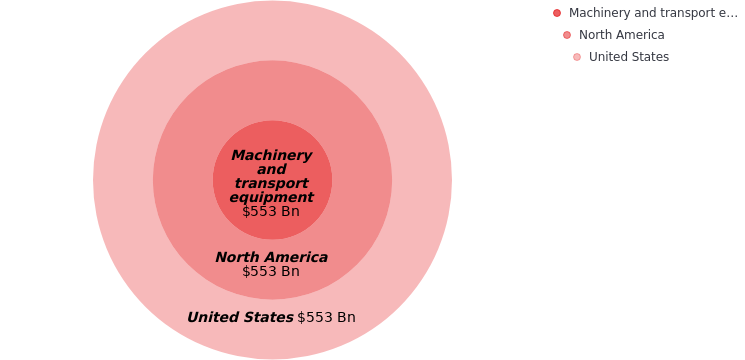 Machinery
and
transport
equipment
$553 Bn
North America
$553 Bn
United States $553 Bn
Machinery and transport e...
North America
United States